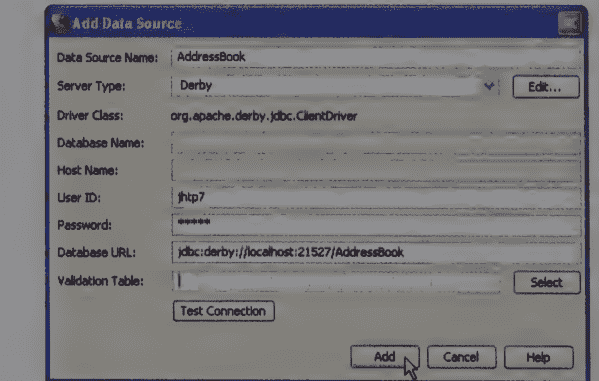 Add Data Source
Data Source Name: AddressBook
Server Type: Derby Edit...
Driver Class: org.apache.derby.jdbc.ClientDriver
Database Name:
Host Name:
User ID: jhtp7
Password: *****
Database URL: jdbc:derby://localhost:21527/AddressBook
Validation Table: Select
Test Connection
Add Cancel Help